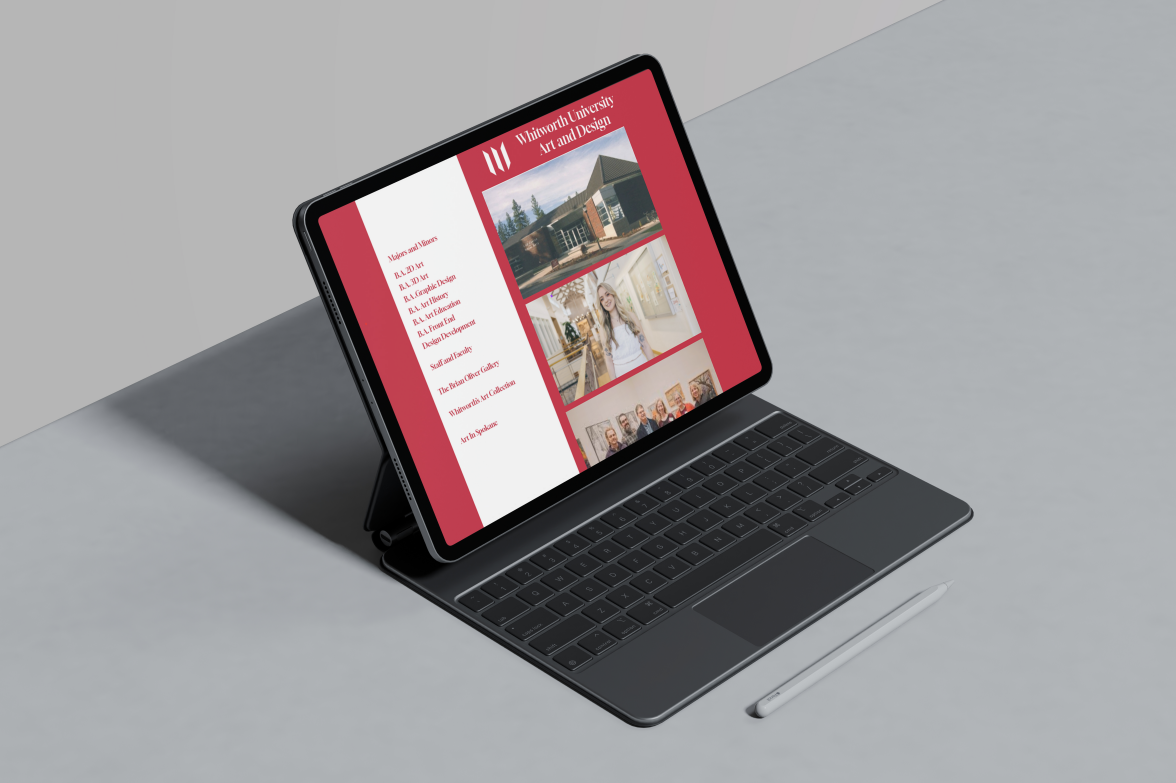 Whitworth University
Art and Design
Majors and Minors
B.A. 2D Art
B.A. 3D Art
B.A. Graphic Design
B.A. Art History
B.A. Art Education
B.A. Front End
Design Development
Staff and Faculty
The Brian Oliver Gallery
Whitworth's Art Collection
Art In Spokane